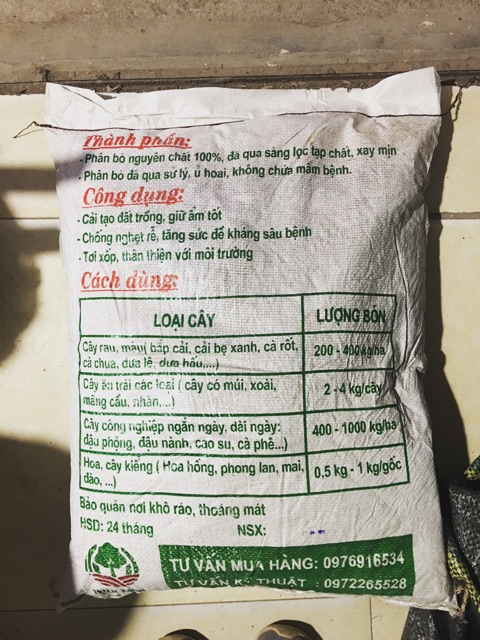 Thành phần:
- Phân bò nguyên chất 100%, đã qua sàng lọc tạp chất, xay mịn
- Phân bò đã qua sử lý, ủ hoai, không chứa mầm bệnh.
Công dụng:
- Cải tạo đất trồng, giữ ẩm tốt
- Chống nghẹt rễ, tăng sức đề kháng sâu bệnh
- Tơi xốp, thân thiện với môi trường
Cách dùng:
LOẠI CÂY LƯỢNG BÓN
Cây rau, màu( bắp cải, cải bẹ xanh, cà rốt, 200 - 400 kg/ha
cà chua, dưa lê, dưa hấu,...)
Cây ăn trái các loại ( cây có múi, xoài, 2 - 4 kg/cây
mãng cầu, nhãn,...)
Cây công nghiệp ngắn ngày, dài ngày: 400 - 1000 kg/ha
đậu phộng, đậu nành, cao su, cà phê,...)
Hoa, cây kiểng ( Hoa hồng, phong lan, mai, 0,5 kg - 1 kg/gốc
đào, ...)
Bảo quản nơi khô ráo, thoáng mát
HSD: 24 tháng NSX:
TƯ VẤN MUA HÀNG: 0976916534
TƯ VẤN KỸ THUẬT : 0972265528